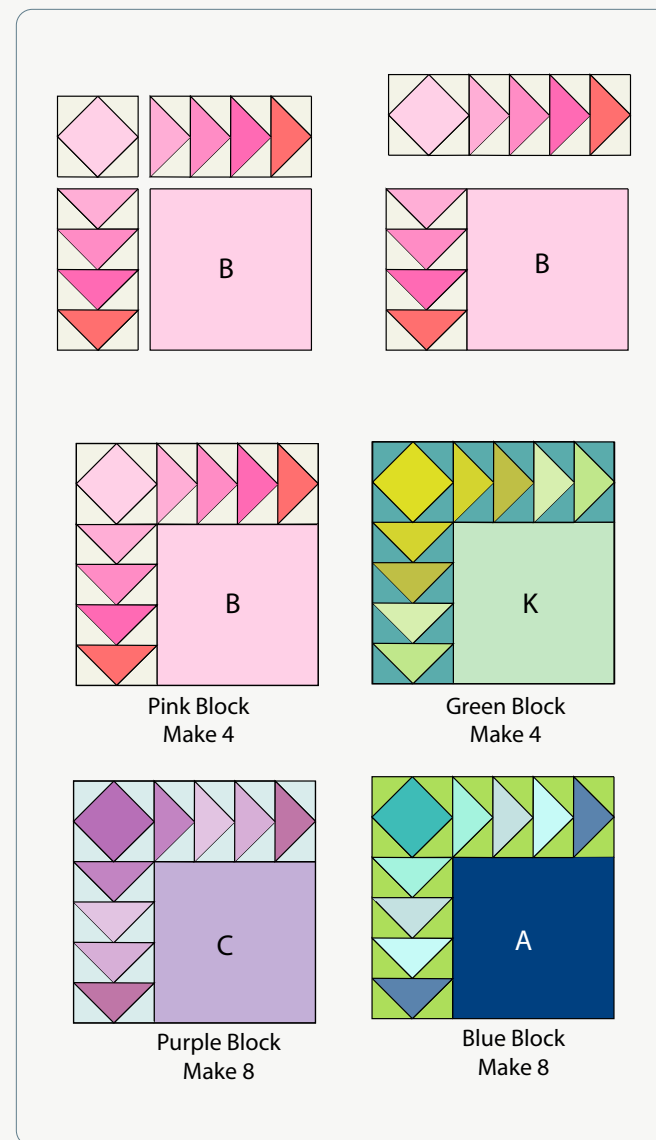 B
B
B
K
Pink Block
Make 4
Green Block
Make 4
C
A
Purple Block
Make 8
Blue Block
Make 8